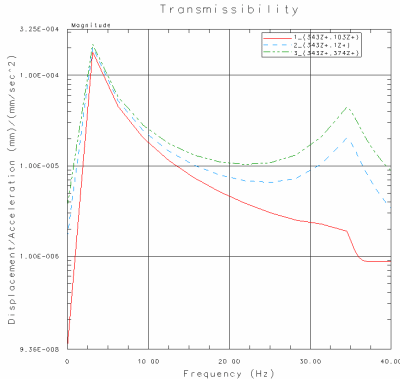 Transmissibility
Magnitude
1_(343Z+,103Z+)
2_(343Z+,1Z+)
3_(343Z+,374Z+)
3.25E-004
1.00E-004
1.00E-005
1.00E-006
9.36E-008
Displacement/Acceleration (mm)/(mm/sec^2)
0 10.00 20.00 30.00 40.00
Frequency (Hz)